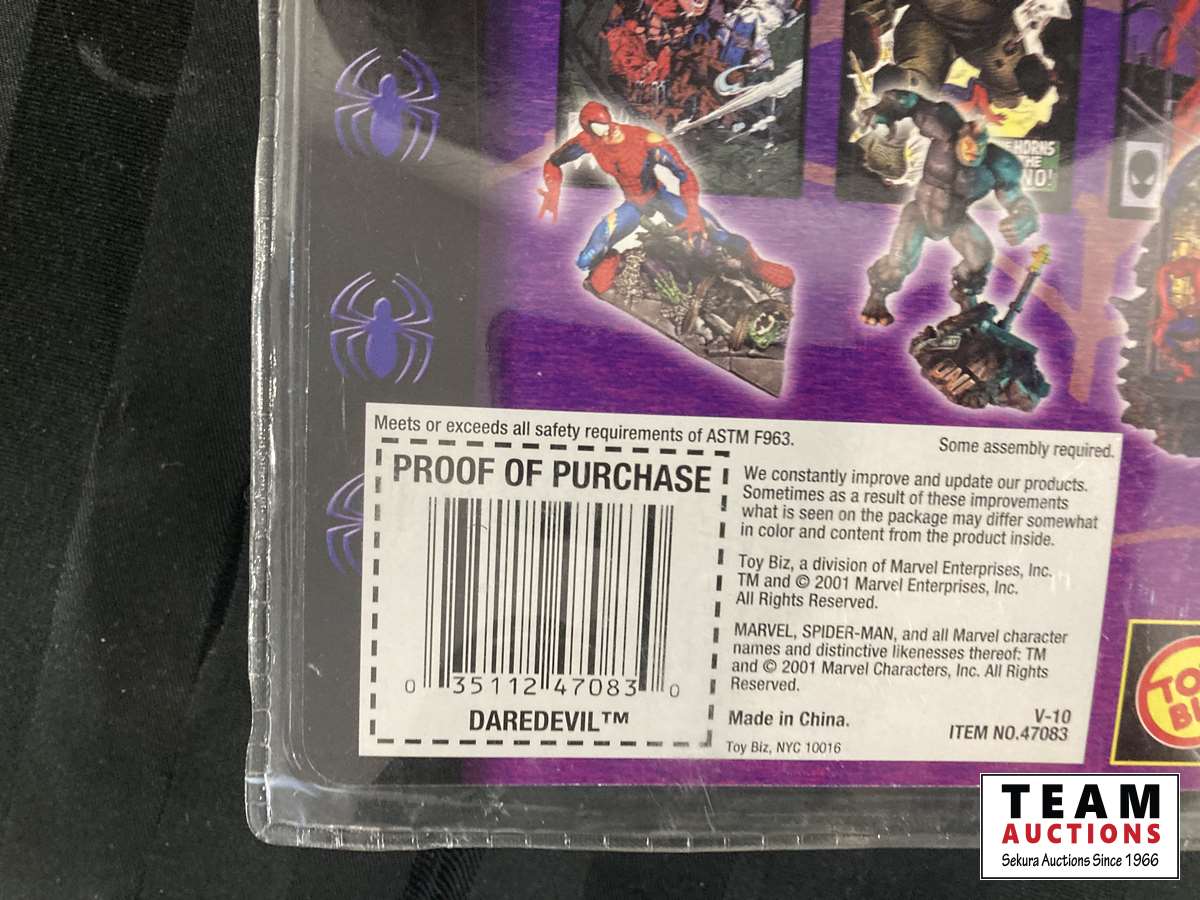 E HORNS
THE
NO!
Meets or exceeds all safety requirements of ASTM F963.
Some assembly required.
PROOF OF PURCHASE
0 35112 47083 0
DAREDEVIL™
We constantly improve and update our products.
Sometimes as a result of these improvements
what is seen on the package may differ somewhat
in color and content from the product inside.
Toy Biz, a division of Marvel Enterprises, Inc.
TM and © 2001 Marvel Enterprises, Inc.
All Rights Reserved.
MARVEL, SPIDER-MAN, and all Marvel character
names and distinctive likenesses thereof: TM
and © 2001 Marvel Characters, Inc. All Rights
Reserved.
Made in China.
V-10
ITEM NO.47083
Toy Biz, NYC 10016
TO
BI
TEAM
AUCTIONS
Sekura Auctions Since 1966